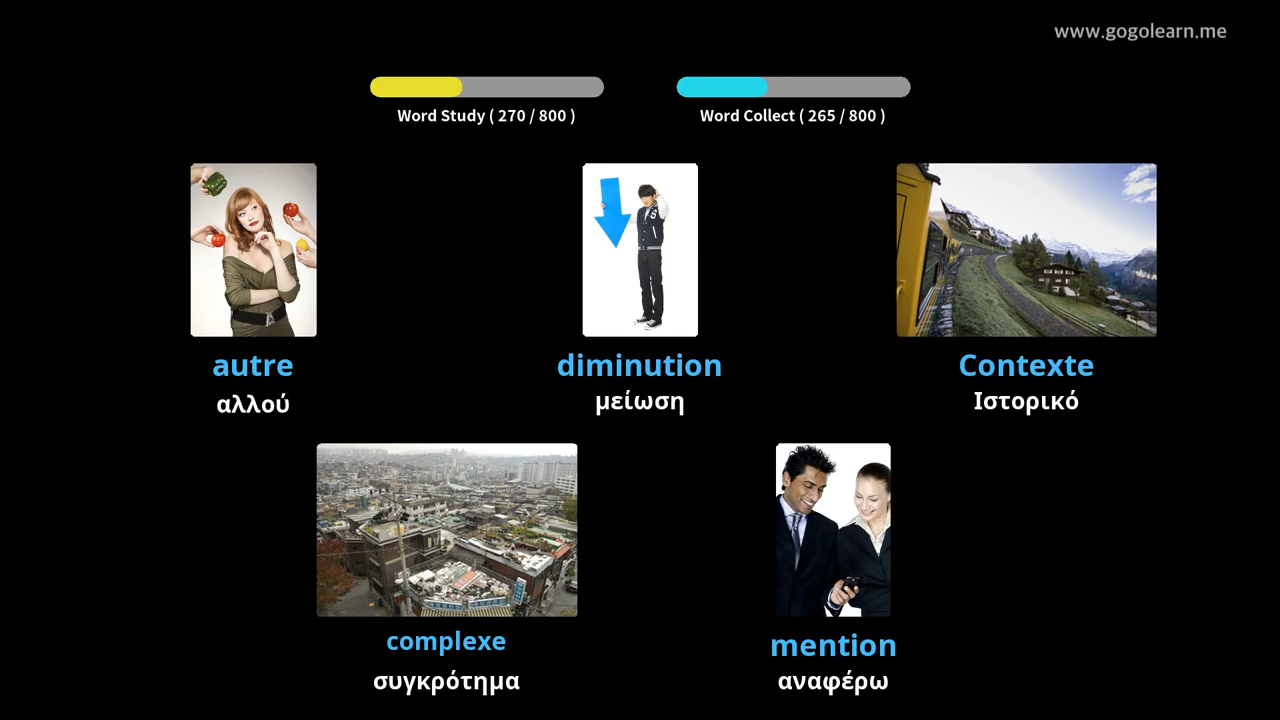 www.gogolearn.me
Word Study ( 270 / 800 )
Word Collect ( 265 / 800 )
autre
αλλού
diminution
μείωση
Contexte
Ιστορικό
complexe
συγκρότημα
mention
αναφέρω